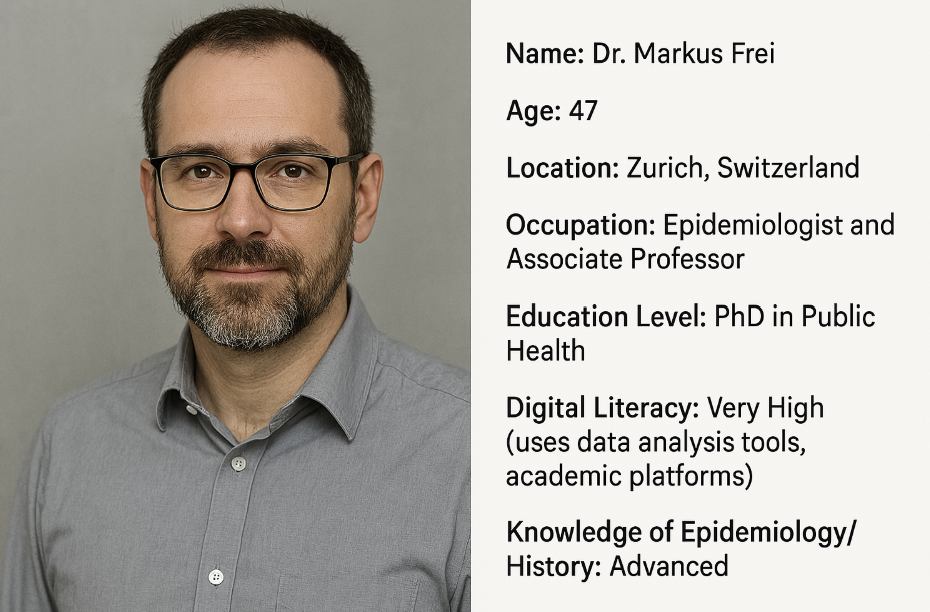 Name: Dr. Markus Frei
Age: 47
Location: Zurich, Switzerland
Occupation: Epidemiologist and
Associate Professor
Education Level: PhD in Public
Health
Digital Literacy: Very High
(uses data analysis tools,
academic platforms)
Knowledge of Epidemiology/
History: Advanced